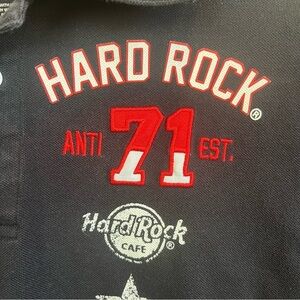 HARD ROCK®
ANTI 71 EST.
Hard Rock®
CAFE